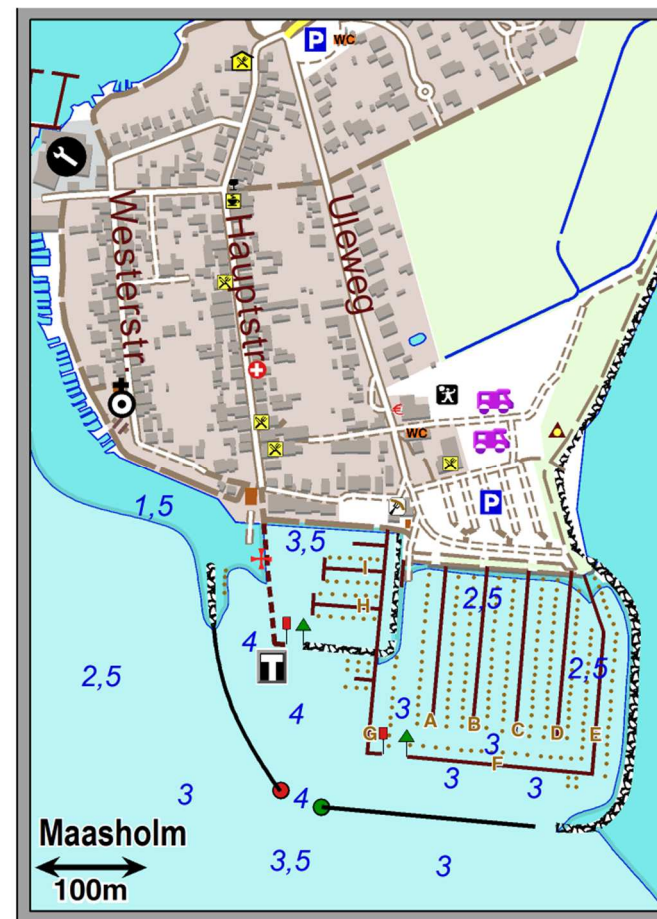 P
WC
Westerstr.
Hauptstr.
Uleweg
€
WC
P
1,5
3,5
I
2,5
H
4
T
2,5
2,5
4
3
A
B
C
D
E
G
3
F
3
3
3
4
Maasholm
3,5
3
100m